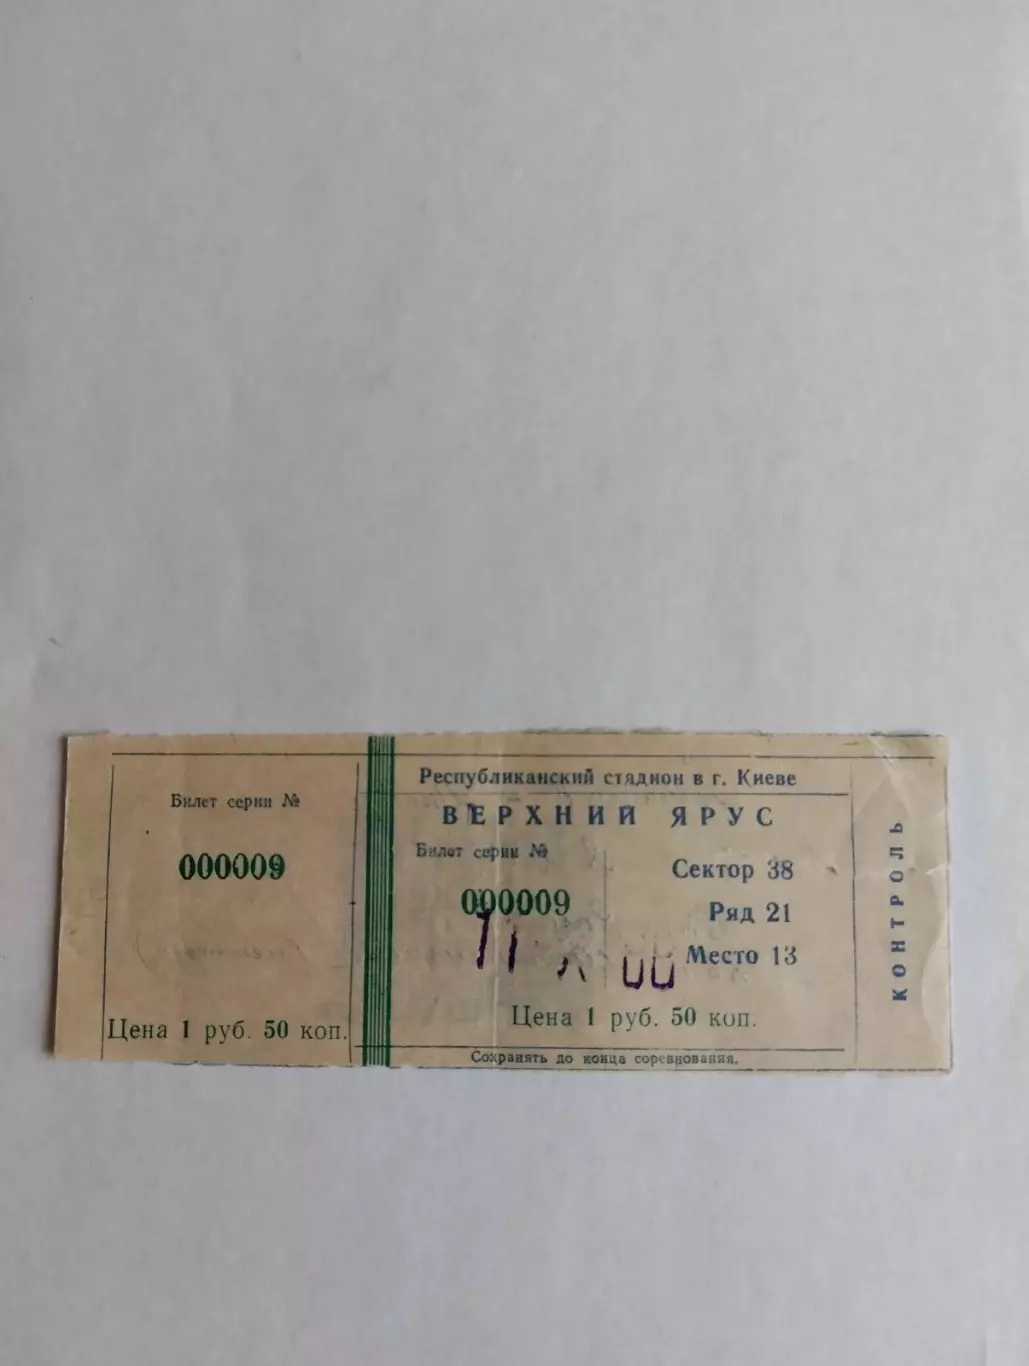 Билет серии №
000009
Цена 1 руб. 50 коп.
Республиканский стадион в г. Киеве
ВЕРХНИЙ ЯРУС
Билет серии №
000009
Сектор 38
Ряд 21
Место 13
Цена 1 руб. 50 коп.
Сохранять до конца соревнования.
КОНТРОЛЬ